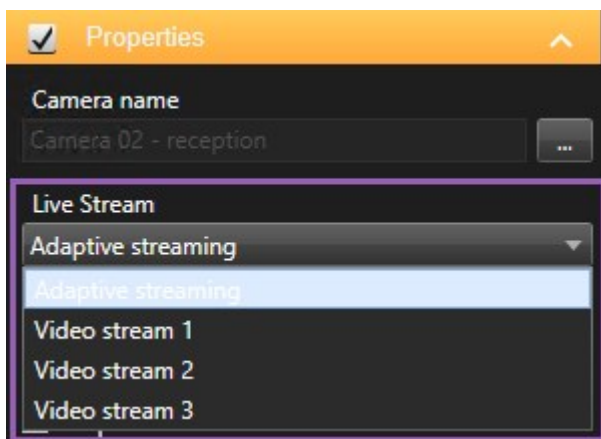 Properties
Camera name
Camera 02 - reception
...
Live Stream
Adaptive streaming
Adaptive streaming
Video stream 1
Video stream 2
Video stream 3